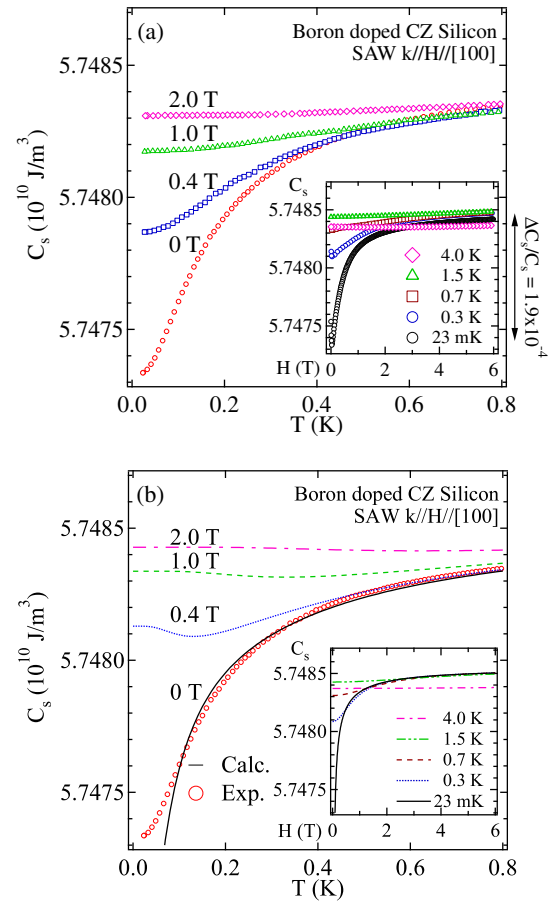 (a)
Boron doped CZ Silicon
SAW k//H//[100]
5.7485
5.7480
5.7475
C_s (10^10 J/m^3)
2.0 T
1.0 T
0.4 T
0 T
C_s
5.7485
5.7480
5.7475
4.0 K
1.5 K
0.7 K
0.3 K
23 mK
H (T) 0 2 4 6
ΔC_s/C_s = 1.9x10^-4
0.0 0.2 0.4 0.6 0.8
T (K)
(b)
Boron doped CZ Silicon
SAW k//H//[100]
5.7485
5.7480
5.7475
C_s (10^10 J/m^3)
2.0 T
1.0 T
0.4 T
0 T
Calc.
Exp.
C_s
5.7485
5.7480
5.7475
4.0 K
1.5 K
0.7 K
0.3 K
23 mK
H (T) 0 2 4 6
0.0 0.2 0.4 0.6 0.8
T (K)